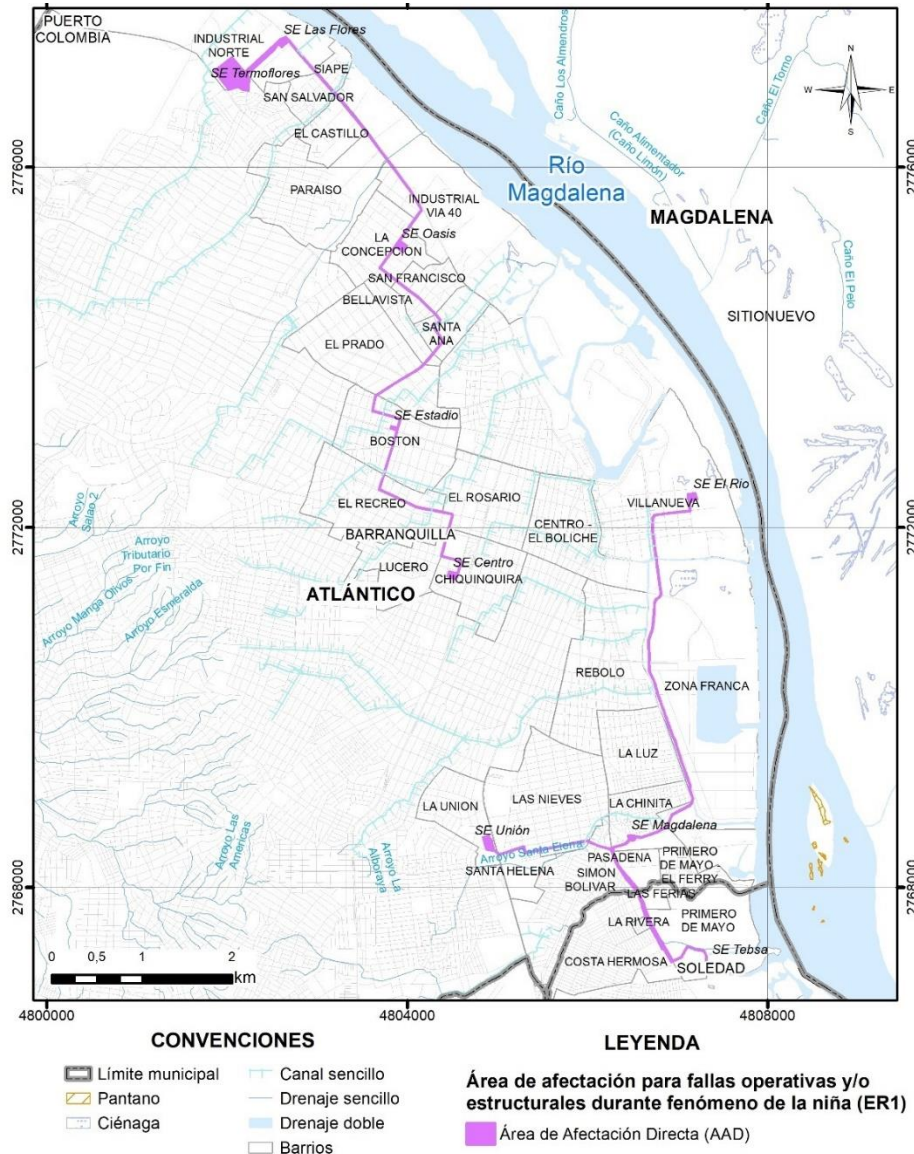 PUERTO
COLOMBIA
INDUSTRIAL
NORTE
SE Las Flores
SE Termoflores
SIAPE
SAN SALVADOR
EL CASTILLO
PARAISO
INDUSTRIAL
VIA 40
LA
CONCEPCION
SE Oasis
SAN FRANCISCO
BELLAVISTA
SANTA
ANA
EL PRADO
SE Estadio
BOSTON
EL RECREO
EL ROSARIO
BARRANQUILLA
LUCERO
SE Centro
CHIQUINQUIRA
ATLÁNTICO
CENTRO -
EL BOLICHE
VILLANUEVA
SE El Rio
REBOLO
ZONA FRANCA
LA LUZ
LA UNION
LAS NIEVES
LA CHINITA
SE Unión
SE Magdalena
SANTA HELENA
PASADENA
SIMON
BOLIVAR
PRIMERO
DE MAYO -
EL FERRY
LAS FERIAS
LA RIVERA
PRIMERO
DE MAYO
COSTA HERMOSA
SE Tebsa
SOLEDAD
Río
Magdalena
MAGDALENA
SITIONUEVO
Caño Los Almendros
Caño Alimentador
(Caño Limón)
Caño El Torno
Arroyo
Salao 2
Arroyo
Tributario
Por Fin
Arroyo Manga Olivos
Arroyo Esmeralda
Arroyo Las
Americas
Arroyo La
Alboraya
N
W
E
S
2776000
2776000
2772000
2772000
2768000
2768000
0 0,5 1 2
km
4800000
4804000
4808000
CONVENCIONES
Límite municipal
Pantano
Ciénaga
Canal sencillo
Drenaje sencillo
Drenaje doble
Barrios
LEYENDA
Área de afectación para fallas operativas y/o
estructurales durante fenómeno de la niña (ER1)
Área de Afectación Directa (AAD)